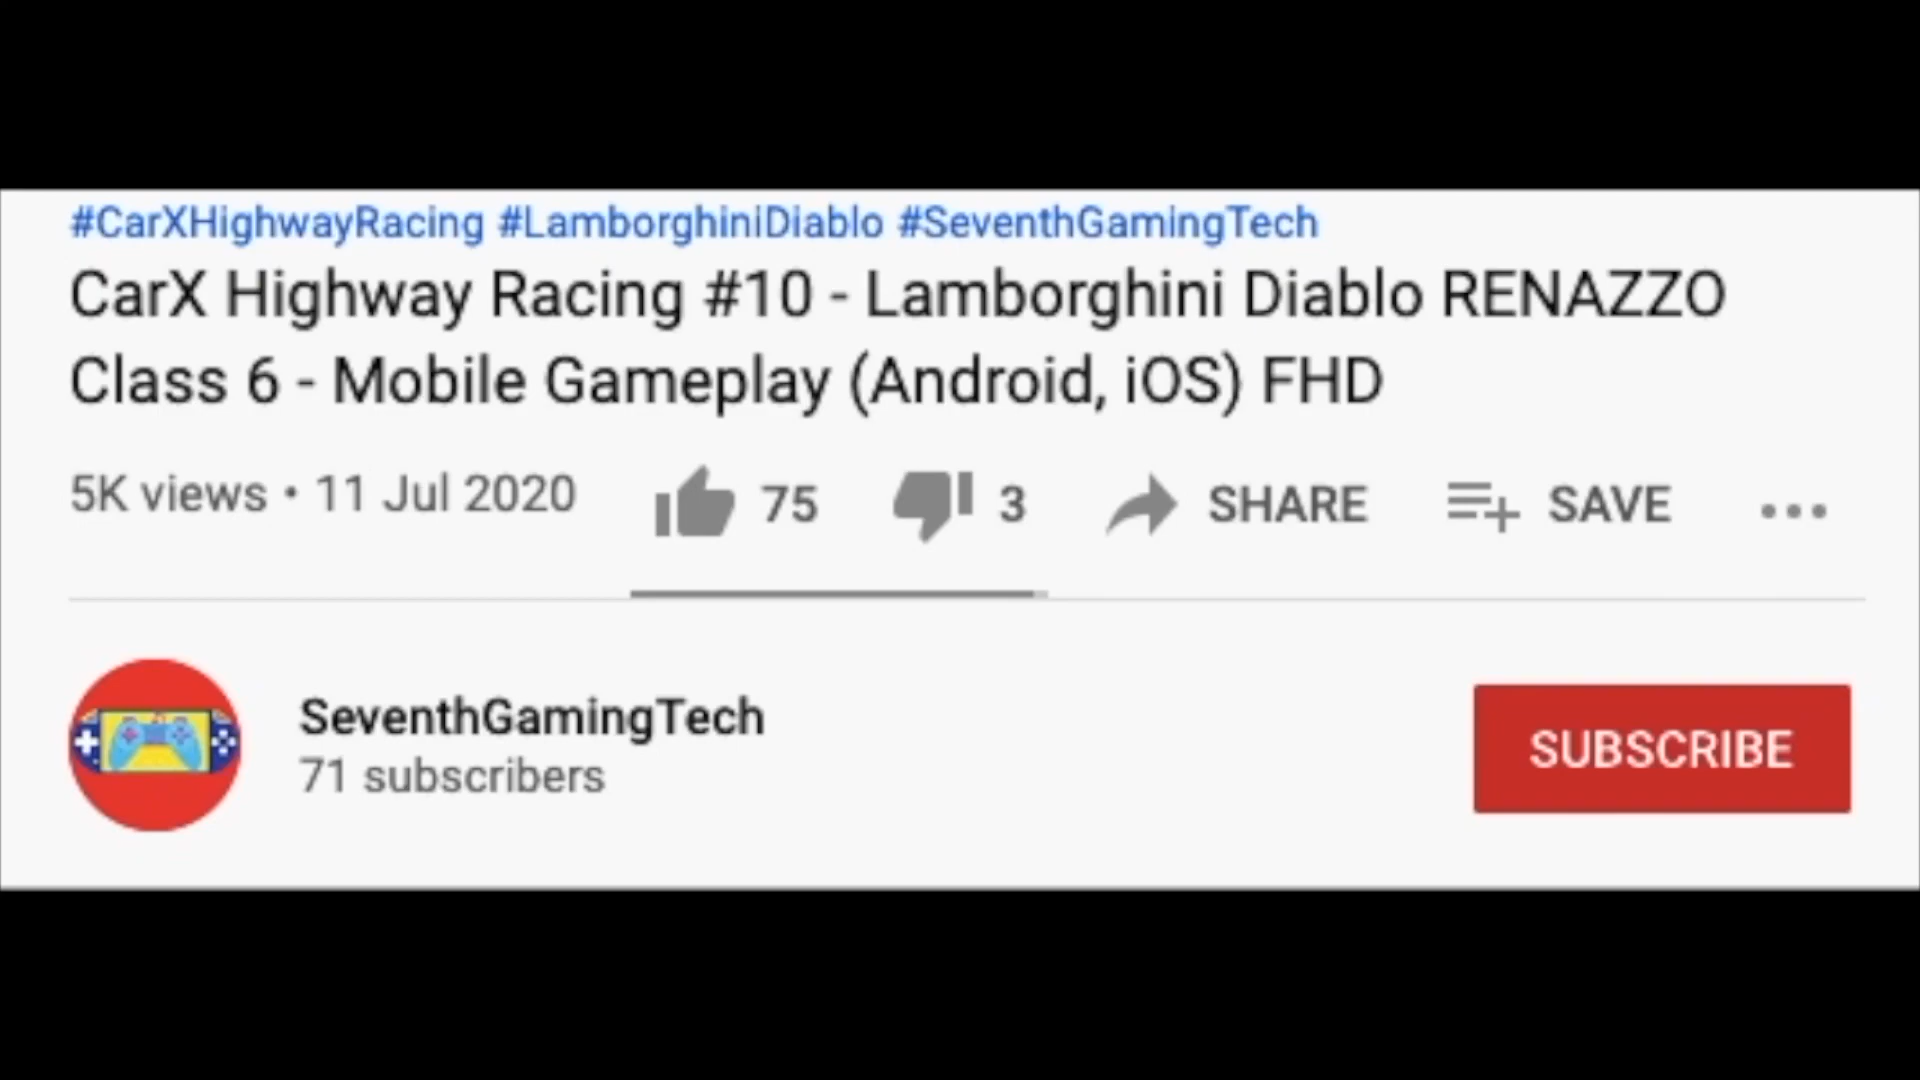 #CarXHighwayRacing #LamborghiniDiablo #SeventhGamingTech
CarX Highway Racing #10 - Lamborghini Diablo RENAZZO
Class 6 - Mobile Gameplay (Android, iOS) FHD
5K views • 11 Jul 2020 75 3 SHARE SAVE ...
SeventhGamingTech
71 subscribers
SUBSCRIBE